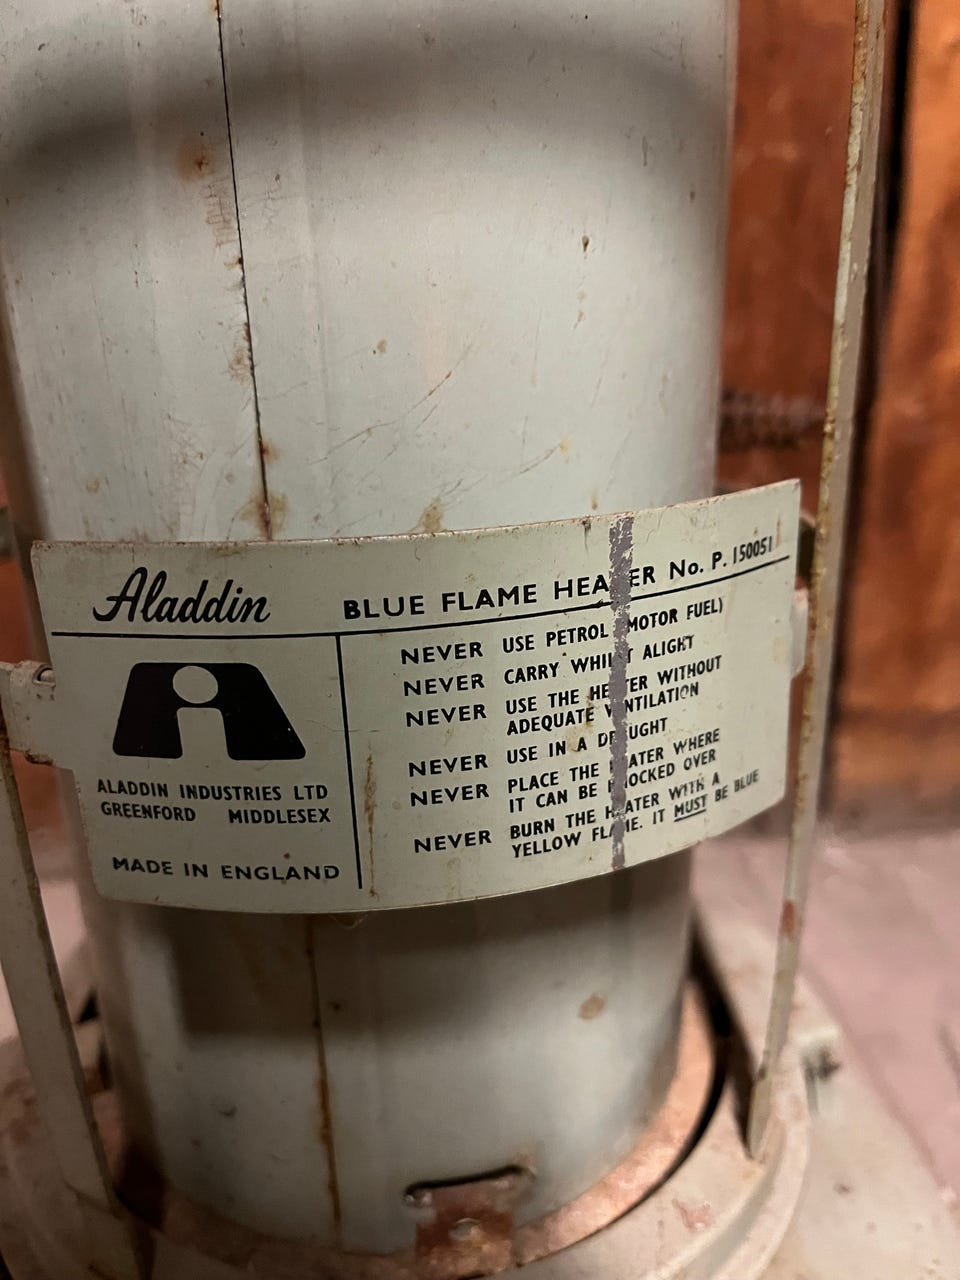 Aladdin
BLUE FLAME HEATER No. P. 150051
ALADDIN INDUSTRIES LTD
GREENFORD MIDDLESEX
MADE IN ENGLAND
NEVER USE PETROL (MOTOR FUEL)
NEVER CARRY WHILST ALIGHT
NEVER USE THE HEATER WITHOUT
ADEQUATE VENTILATION
NEVER USE IN A DRAUGHT
NEVER PLACE THE HEATER WHERE
IT CAN BE KNOCKED OVER
NEVER BURN THE HEATER WITH A
YELLOW FLAME. IT MUST BE BLUE